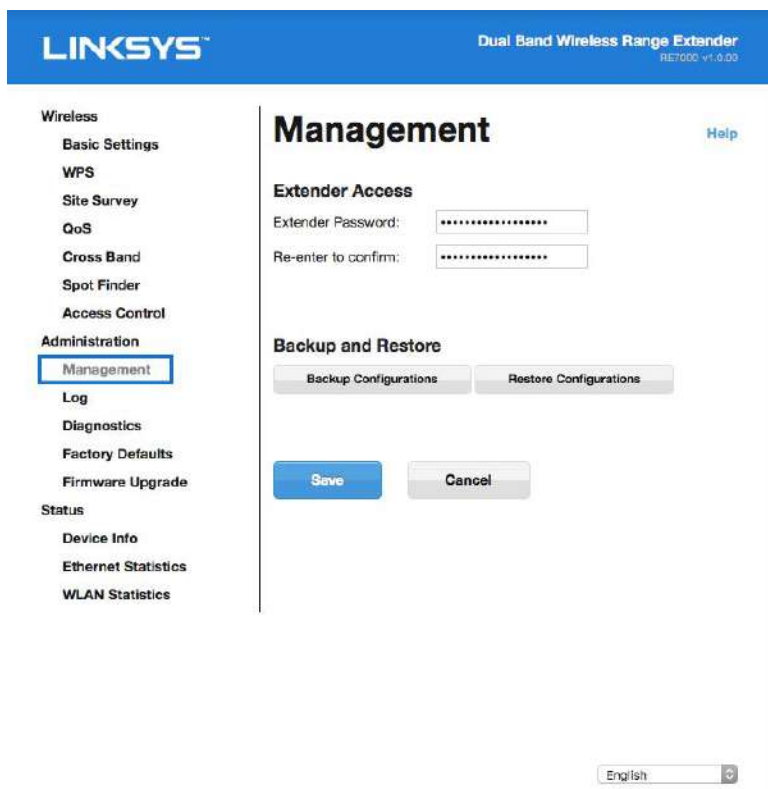 LINKSYS™
Dual Band Wireless Range Extender
RE7000 v1.0.00
Wireless
Basic Settings
WPS
Site Survey
QoS
Cross Band
Spot Finder
Access Control
Administration
Management
Log
Diagnostics
Factory Defaults
Firmware Upgrade
Status
Device Info
Ethernet Statistics
WLAN Statistics
Management
Help
Extender Access
Extender Password: ••••••••••••••••••
Re-enter to confirm: ••••••••••••••••••
Backup and Restore
Backup Configurations Restore Configurations
Save Cancel
English